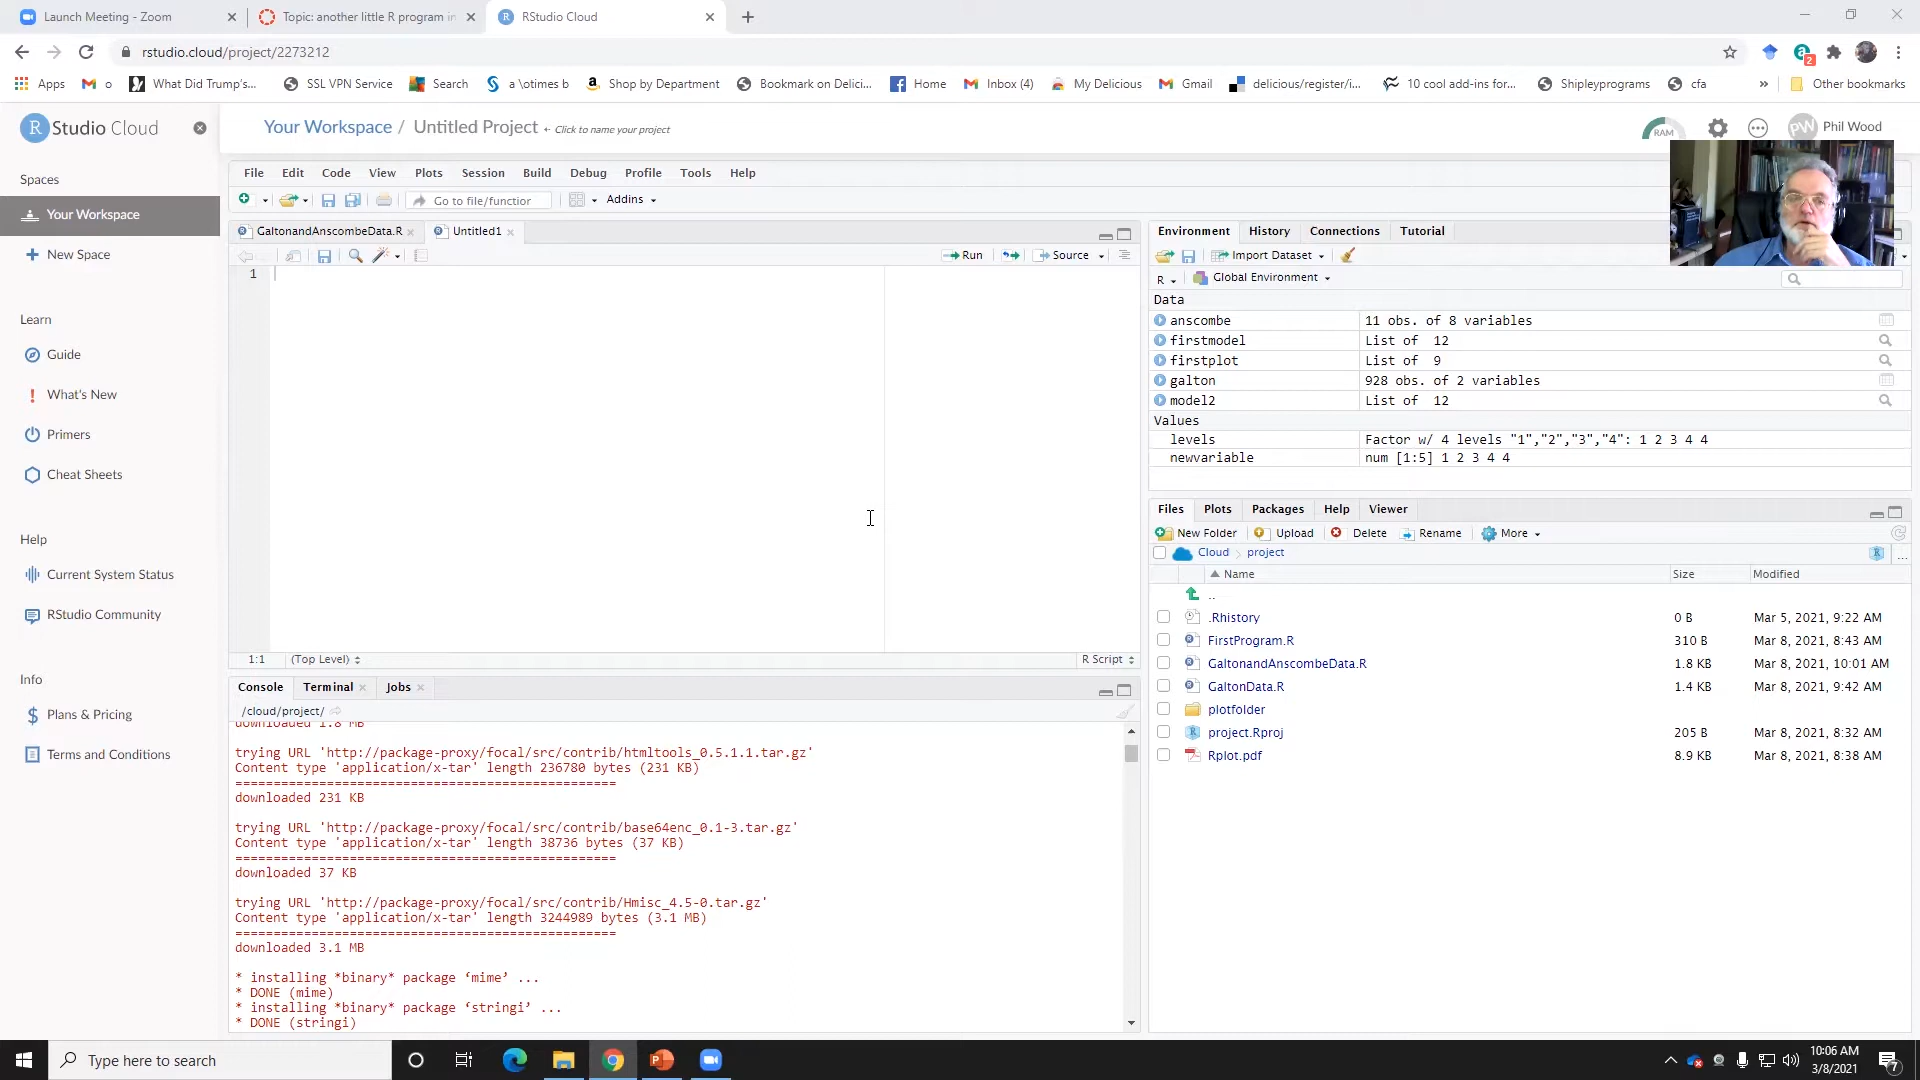 Launch Meeting - Zoom
Topic: another little R program in
RStudio Cloud
rstudio.cloud/project/2273212
2
Apps
o
What Did Trump's...
SSL VPN Service
Search
a \otimes b
Shop by Department
Bookmark on Delici...
Home
Inbox (4)
My Delicious
Gmail
delicious/register/i...
10 cool add-ins for...
Shipleyprograms
cfa
»
Other bookmarks
R Studio Cloud
Your Workspace / Untitled Project ← Click to name your project
RAM
PW
Phil Wood
Spaces
Your Workspace
New Space
Learn
Guide
What's New
Primers
Cheat Sheets
Help
Current System Status
RStudio Community
Info
Plans & Pricing
Terms and Conditions
File Edit Code View Plots Session Build Debug Profile Tools Help
Go to file/functior
Addins
GaltonandAnscombeData.R
Untitled1
Run
Source
1
1:1
(Top Level)
R Script
Console Terminal Jobs
/cloud/project/
downloaded 1.8 MB
trying URL 'http://package-proxy/focal/src/contrib/htmltools_0.5.1.1.tar.gz'
Content type 'application/x-tar' length 236780 bytes (231 KB)
==================================================
downloaded 231 KB
trying URL 'http://package-proxy/focal/src/contrib/base64enc_0.1-3.tar.gz'
Content type 'application/x-tar' length 38736 bytes (37 KB)
==================================================
downloaded 37 KB
trying URL 'http://package-proxy/focal/src/contrib/Hmisc_4.5-0.tar.gz'
Content type 'application/x-tar' length 3244989 bytes (3.1 MB)
==================================================
downloaded 3.1 MB
* installing *binary* package ‘mime’ ...
* DONE (mime)
* installing *binary* package ‘stringi’ ...
* DONE (stringi)
Environment History Connections Tutorial
Import Dataset
R
Global Environment
Data
anscombe 11 obs. of 8 variables
firstmodel List of 12
firstplot List of 9
galton 928 obs. of 2 variables
model2 List of 12
Values
levels Factor w/ 4 levels "1","2","3","4": 1 2 3 4 4
newvariable num [1:5] 1 2 3 4 4
Files Plots Packages Help Viewer
New Folder Upload Delete Rename More
Cloud project
...
Name Size Modified
..
.Rhistory 0 B Mar 5, 2021, 9:22 AM
FirstProgram.R 310 B Mar 8, 2021, 8:43 AM
GaltonandAnscombeData.R 1.8 KB Mar 8, 2021, 10:01 AM
GaltonData.R 1.4 KB Mar 8, 2021, 9:42 AM
plotfolder
project.Rproj 205 B Mar 8, 2021, 8:32 AM
Rplot.pdf 8.9 KB Mar 8, 2021, 8:38 AM
Type here to search
10:06 AM
3/8/2021
7